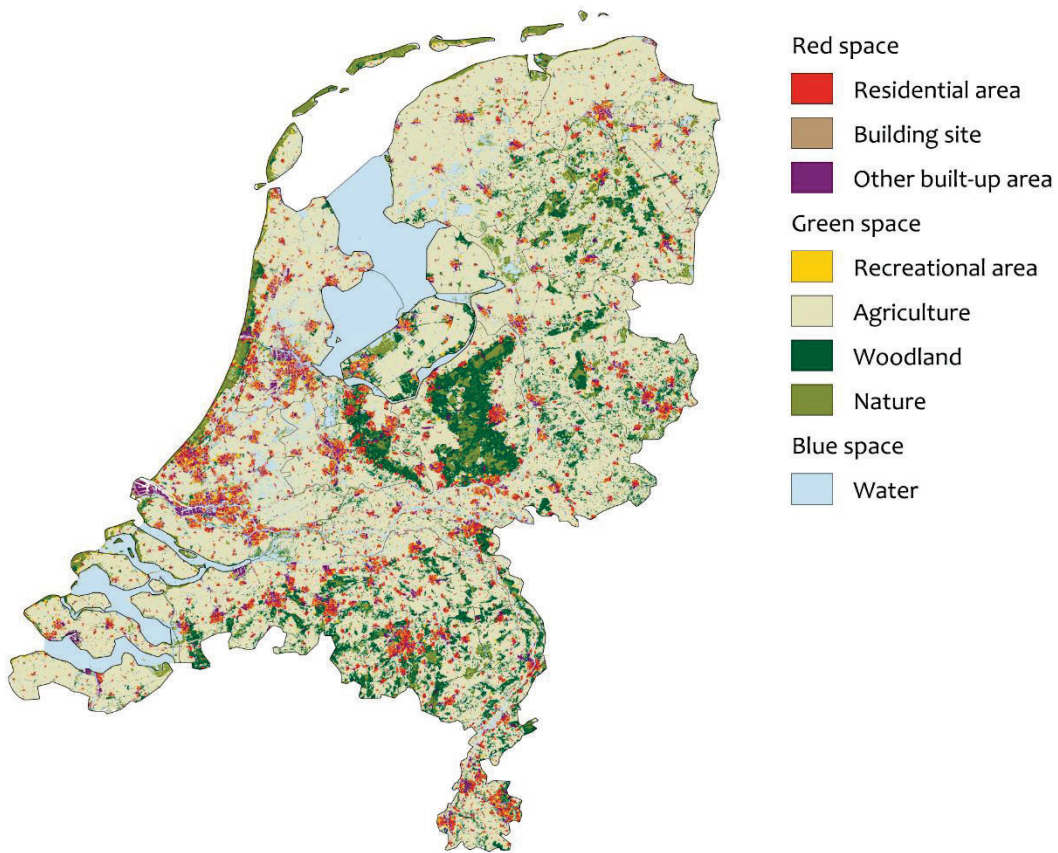 Red space
Residential area
Building site
Other built-up area
Green space
Recreational area
Agriculture
Woodland
Nature
Blue space
Water